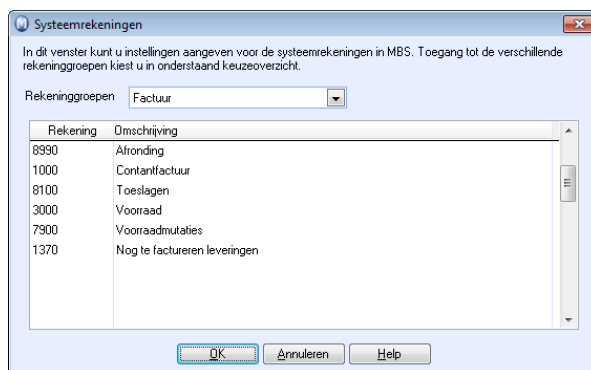 Systeemrekeningen
In dit venster kunt u instellingen aangeven voor de systeemrekeningen in MBS. Toegang tot de verschillende
rekeninggroepen kiest u in onderstaand keuzeoverzicht.
Rekeninggroepen Factuur
Rekening Omschrijving
8990 Afronding
1000 Contantfactuur
8100 Toeslagen
3000 Voorraad
7900 Voorraadmutaties
1370 Nog te factureren leveringen
OK Annuleren Help